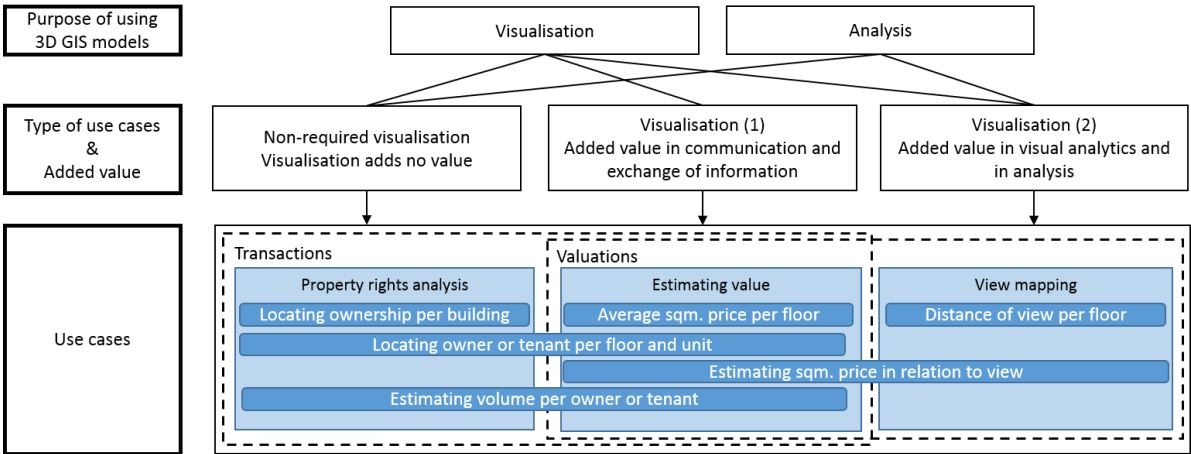 Purpose of using
3D GIS models
Visualisation
Analysis
Type of use cases
&
Added value
Non-required visualisation
Visualisation adds no value
Visualisation (1)
Added value in communication and
exchange of information
Visualisation (2)
Added value in visual analytics and
in analysis
Use cases
Transactions
Valuations
Property rights analysis
Estimating value
View mapping
Locating ownership per building
Average sqm. price per floor
Distance of view per floor
Locating owner or tenant per floor and unit
Estimating sqm. price in relation to view
Estimating volume per owner or tenant